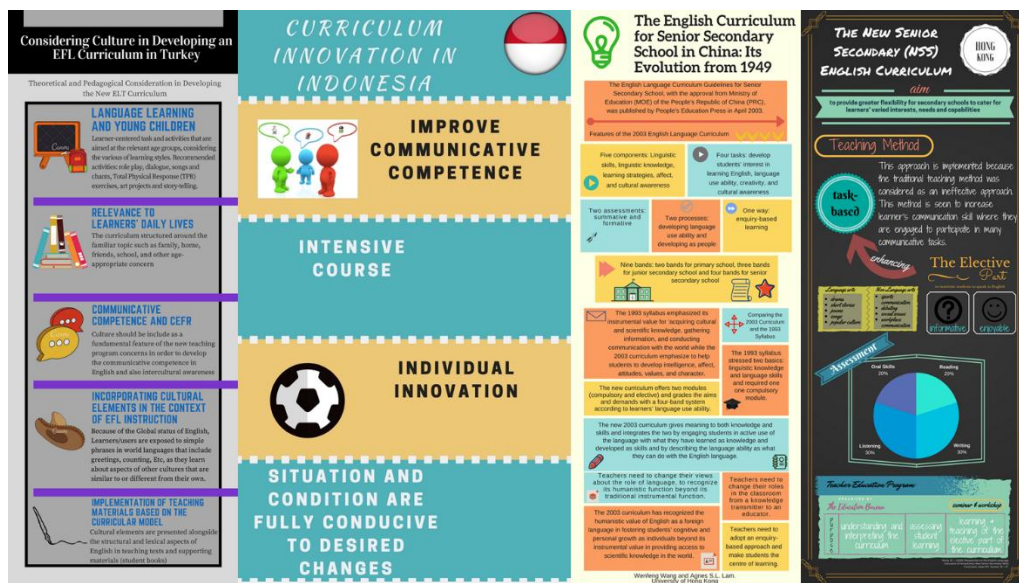 Considering Culture in Developing an
EFL Curriculum in Turkey
Theoretical and Pedagogical Consideration in Developing
the New ELT Curriculum
LANGUAGE LEARNING
AND YOUNG CHILDREN
Learner-centered task and activities that are
aimed at the relevant age groups, considering
the various of learning styles. Recommended
activities: role play, dialogue, songs and
chants, Total Physical Response (TPR)
exercises, art projects and story-telling.
RELEVANCE TO
LEARNERS' DAILY LIVES
The curriculum structured around the
familiar topic such as family, home,
friends, school, and other age-
appropriate concern
COMMUNICATIVE
COMPETENCE AND CEFR
Culture should be include as a
fundamental feature of the new teaching
program concerns in order to develop
the communicative competence in
English and also intercultural awareness
INCORPORATING CULTURAL
ELEMENTS IN THE CONTEXT
OF EFL INSTRUCTION
Because of the Global status of English,
Learners/users are exposed to simple
phrases in world languages that include
greetings, counting, Etc, as they learn
about aspects of other cultures that are
similar to or different from their own.
IMPLEMENTATION OF TEACHING
MATERIALS BASED ON THE
CURRICULAR MODEL
Cultural elements are presented alongside
the structural and lexical aspects of
English in teaching texts and supporting
materials (student books)
CURRICULUM
INNOVATION IN
INDONESIA
IMPROVE
COMMUNICATIVE
COMPETENCE
INTENSIVE
COURSE
INDIVIDUAL
INNOVATION
SITUATION AND
CONDITION ARE
FULLY CONDUCIVE
TO DESIRED
CHANGES
The English Curriculum
for Senior Secondary
School in China: Its
Evolution from 1949
The English Language Curriculum Guidelines for Senior
Secondary School, with the approval from Ministry of
Education (MOE) of the People's Republic of China (PRC),
was published by People's Education Press in April 2003.
Features of the 2003 English Language Curriculum
Five components: Linguistic
skills, linguistic knowledge,
learning strategies, affect,
and cultural awareness
Four tasks: develop
students' interest in
learning English, language
use ability, creativity, and
cultural awareness
Two assessments:
summative and
formative
Two processes:
developing language
use ability and
developing as people
One way:
enquiry-based
learning
Nine bands: two bands for primary school, three bands
for junior secondary school and four bands for senior
secondary school
The 1993 syllabus emphasized its
instrumental value for 'acquiring cultural
and scientific knowledge, gathering
information, and conducting
communication with the world while the
2003 curriculum emphasize to help
students to develop intelligence, affect,
attitudes, values, and character.
Comparing the
2003 Curriculum
and the 1993
Syllabus
The 1993 syllabus
stressed two basics:
linguistic knowledge
and language skills
and required one
one compulsory
module.
The new curriculum offers two modules
(compulsory and elective) and grades the aims
and demands with a four-band system
according to learners' language use ability.
The new 2003 curriculum gives meaning to both knowledge and
skills and integrates the two by engaging students in active use of
the language with what they have learned as knowledge and
developed as skills and by describing the language ability as what
they can do with the English language.
Teachers need to change their views
about the role of language, to recognize
its humanistic function beyond its
traditional instrumental function.
Teachers need to
change their roles
in the classroom
from a knowledge
transmitter to an
educator.
The 2003 curriculum has recognized the
humanistic value of English as a foreign
language in fostering students' cognitive and
personal growth as individuals beyond its
instrumental value in providing access to
scientific knowledge in the world.
Teachers need to
adopt an enquiry-
based approach and
make students the
centre of learning.
Wenfeng Wang and Agnes S.L. Lam.
University of Hong Kong
THE NEW SENIOR
SECONDARY (NSS)
ENGLISH CURRICULUM
HONG
KONG
aim
to provide greater flexibility for secondary schools to cater for
learners' varied interests, needs and capabilities
Teaching Method
This approach is implemented because
the traditional teaching method was
considered as an ineffective approach.
This method is seen to increase
learner's communication skill where they
are engaged to participate in many
communicative tasks.
task-
based
enhancing
The Elective
Part
Language arts
drama
short stories
poems
songs
popular culture
Non-Language arts
sports
communication
debating
social issues
workplace
communication
informative
enjoyable
Assessment
Oral Skills
20%
Reading
20%
Listening
30%
Writing
30%
Teacher Education Program
The Education Bureau
seminar & workshop
understanding and
interpreting the
curriculum
assessing
student
learning
learning &
teaching of the
elective part of
the curriculum